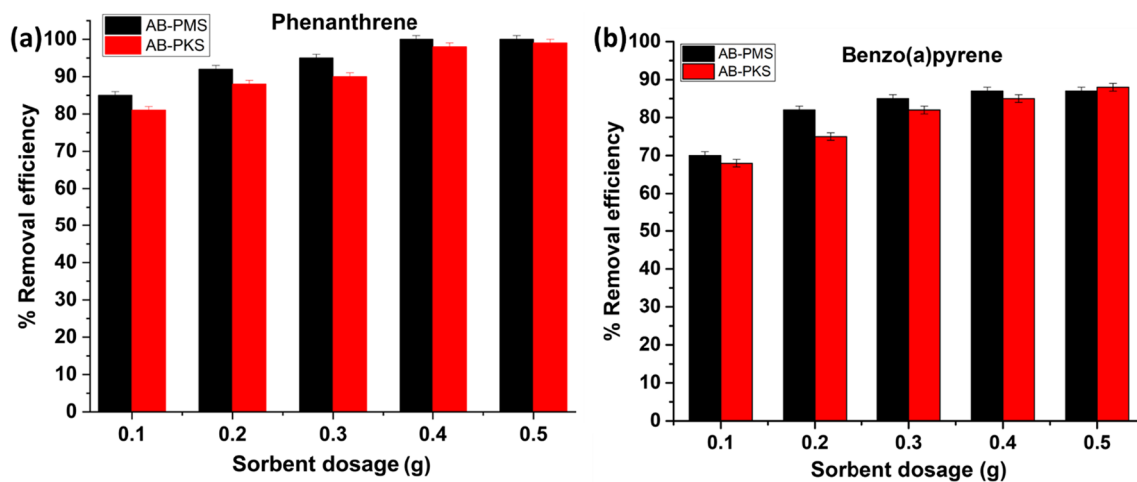 (a)
AB-PMS
AB-PKS
Phenanthrene
% Removal efficiency
100
90
80
70
60
50
40
30
20
10
0
0.1 0.2 0.3 0.4 0.5
Sorbent dosage (g)
(b)
AB-PMS
AB-PKS
Benzo(a)pyrene
% Removal efficiency
100
90
80
70
60
50
40
30
20
10
0
0.1 0.2 0.3 0.4 0.5
Sorbent dosage (g)